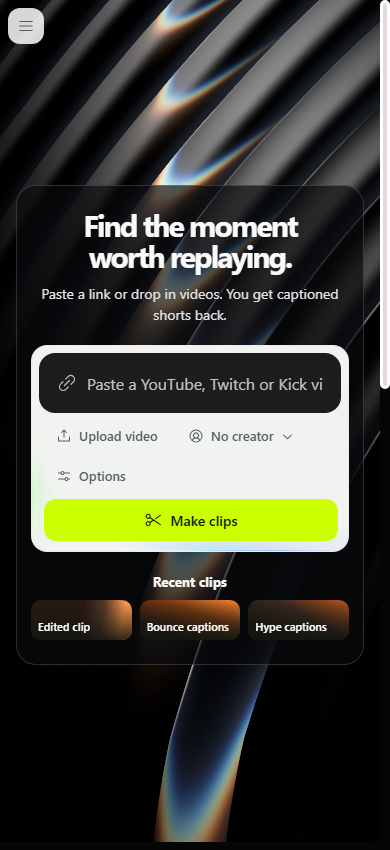 Find the moment
worth replaying.
Paste a link or drop in videos. You get captioned
shorts back.
Paste a YouTube, Twitch or Kick vi
Upload video
No creator
Options
Make clips
Recent clips
Edited clip
Bounce captions
Hype captions